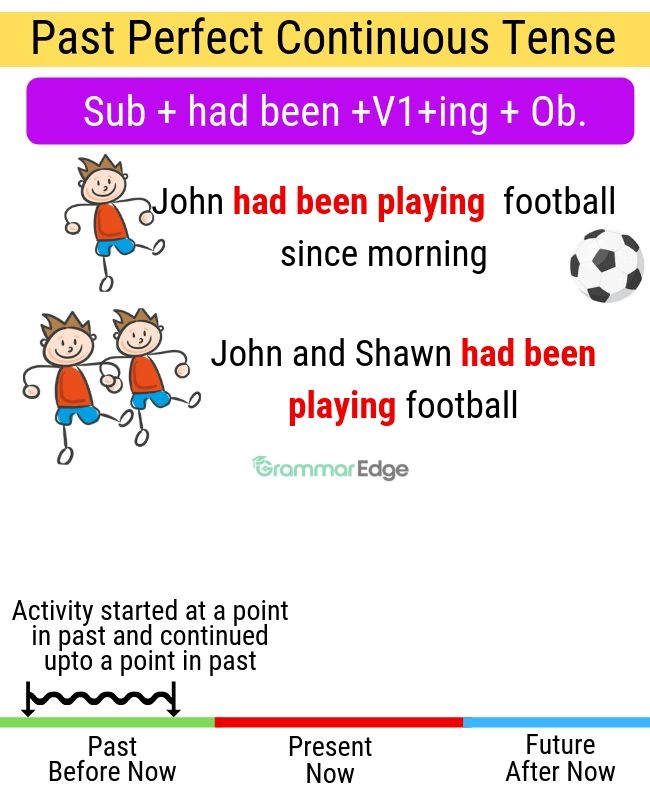 Past Perfect Continuous Tense
Sub + had been +V1+ing + Ob.
John had been playing football
since morning
John and Shawn had been
playing football
GrammarEdge
Activity started at a point
in past and continued
upto a point in past
Past
Before Now
Present
Now
Future
After Now